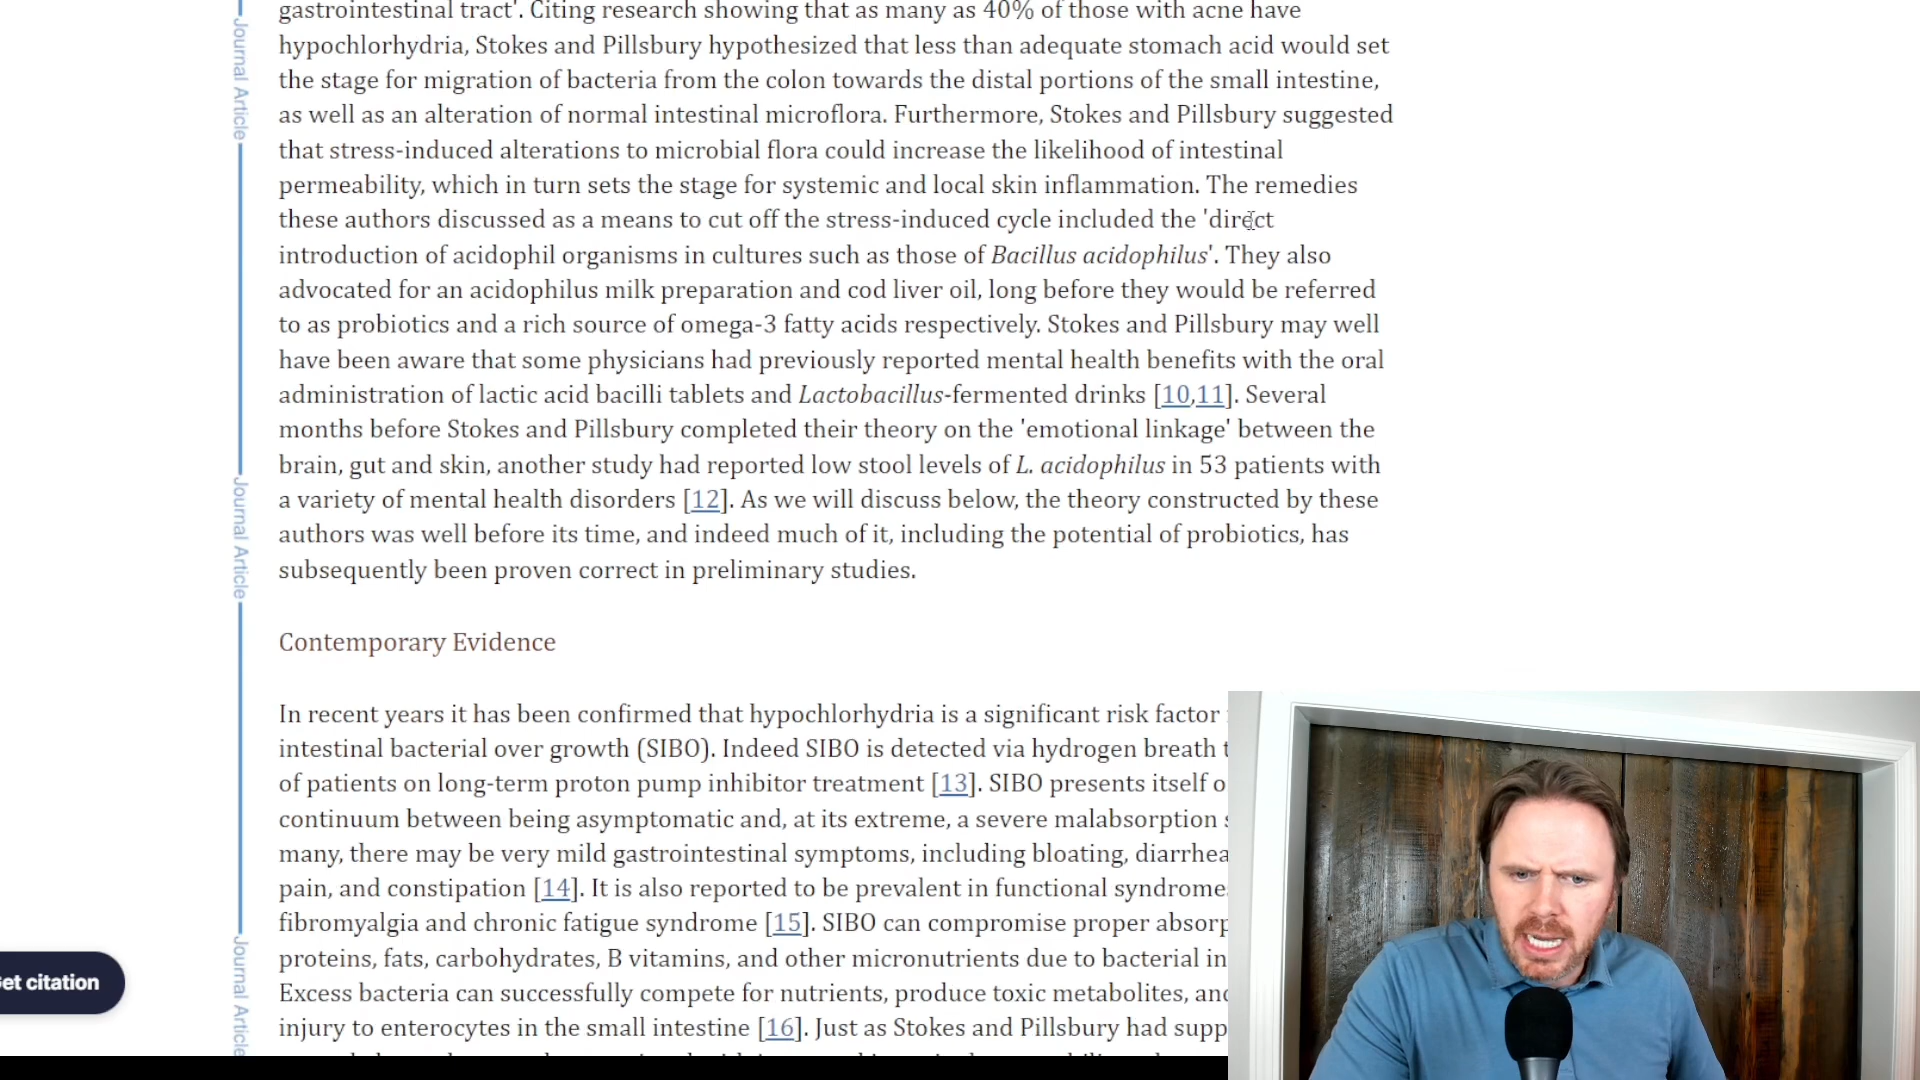 gastrointestinal tract'. Citing research showing that as many as 40% of those with acne have
hypochlorhydria, Stokes and Pillsbury hypothesized that less than adequate stomach acid would set
the stage for migration of bacteria from the colon towards the distal portions of the small intestine,
as well as an alteration of normal intestinal microflora. Furthermore, Stokes and Pillsbury suggested
that stress-induced alterations to microbial flora could increase the likelihood of intestinal
permeability, which in turn sets the stage for systemic and local skin inflammation. The remedies
these authors discussed as a means to cut off the stress-induced cycle included the 'direct
introduction of acidophil organisms in cultures such as those of Bacillus acidophilus'. They also
advocated for an acidophilus milk preparation and cod liver oil, long before they would be referred
to as probiotics and a rich source of omega-3 fatty acids respectively. Stokes and Pillsbury may well
have been aware that some physicians had previously reported mental health benefits with the oral
administration of lactic acid bacilli tablets and Lactobacillus-fermented drinks [10,11]. Several
months before Stokes and Pillsbury completed their theory on the 'emotional linkage' between the
brain, gut and skin, another study had reported low stool levels of L. acidophilus in 53 patients with
a variety of mental health disorders [12]. As we will discuss below, the theory constructed by these
authors was well before its time, and indeed much of it, including the potential of probiotics, has
subsequently been proven correct in preliminary studies.
Contemporary Evidence
In recent years it has been confirmed that hypochlorhydria is a significant risk factor
intestinal bacterial over growth (SIBO). Indeed SIBO is detected via hydrogen breath
of patients on long-term proton pump inhibitor treatment [13]. SIBO presents itself
continuum between being asymptomatic and, at its extreme, a severe malabsorption
many, there may be very mild gastrointestinal symptoms, including bloating, diarrhea
pain, and constipation [14]. It is also reported to be prevalent in functional syndrome
fibromyalgia and chronic fatigue syndrome [15]. SIBO can compromise proper absorp
proteins, fats, carbohydrates, B vitamins, and other micronutrients due to bacterial in
Excess bacteria can successfully compete for nutrients, produce toxic metabolites, and
injury to enterocytes in the small intestine [16]. Just as Stokes and Pillsbury had supp
Journal Article
Journal Article
Journal Article
et citation